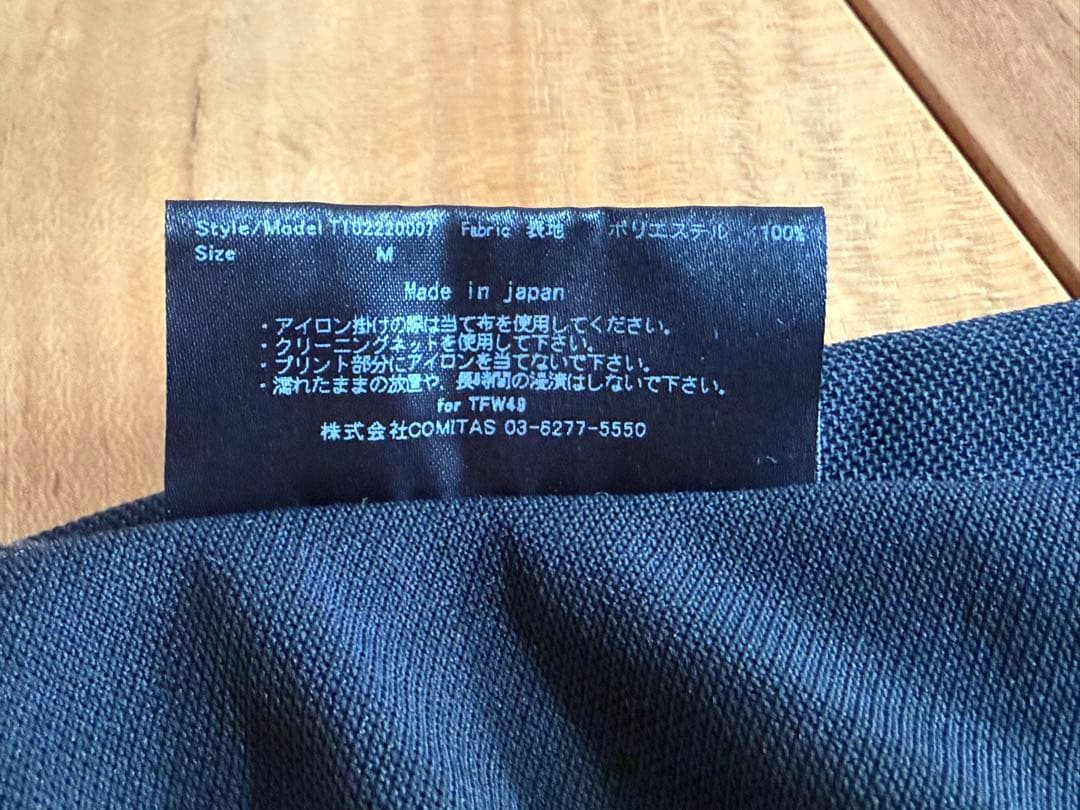 Style/Model T102220007 Fabric 表地 ポリエステル 100%
Size M
Made in japan
・アイロン掛けの際は当て布を使用してください。
・クリーニングネットを使用して下さい。
・プリント部分にアイロンを当てないで下さい。
・濡れたままの放置や、長時間の浸漬はしないで下さい。
for TFW49
株式会社COMITAS 03-6277-5550